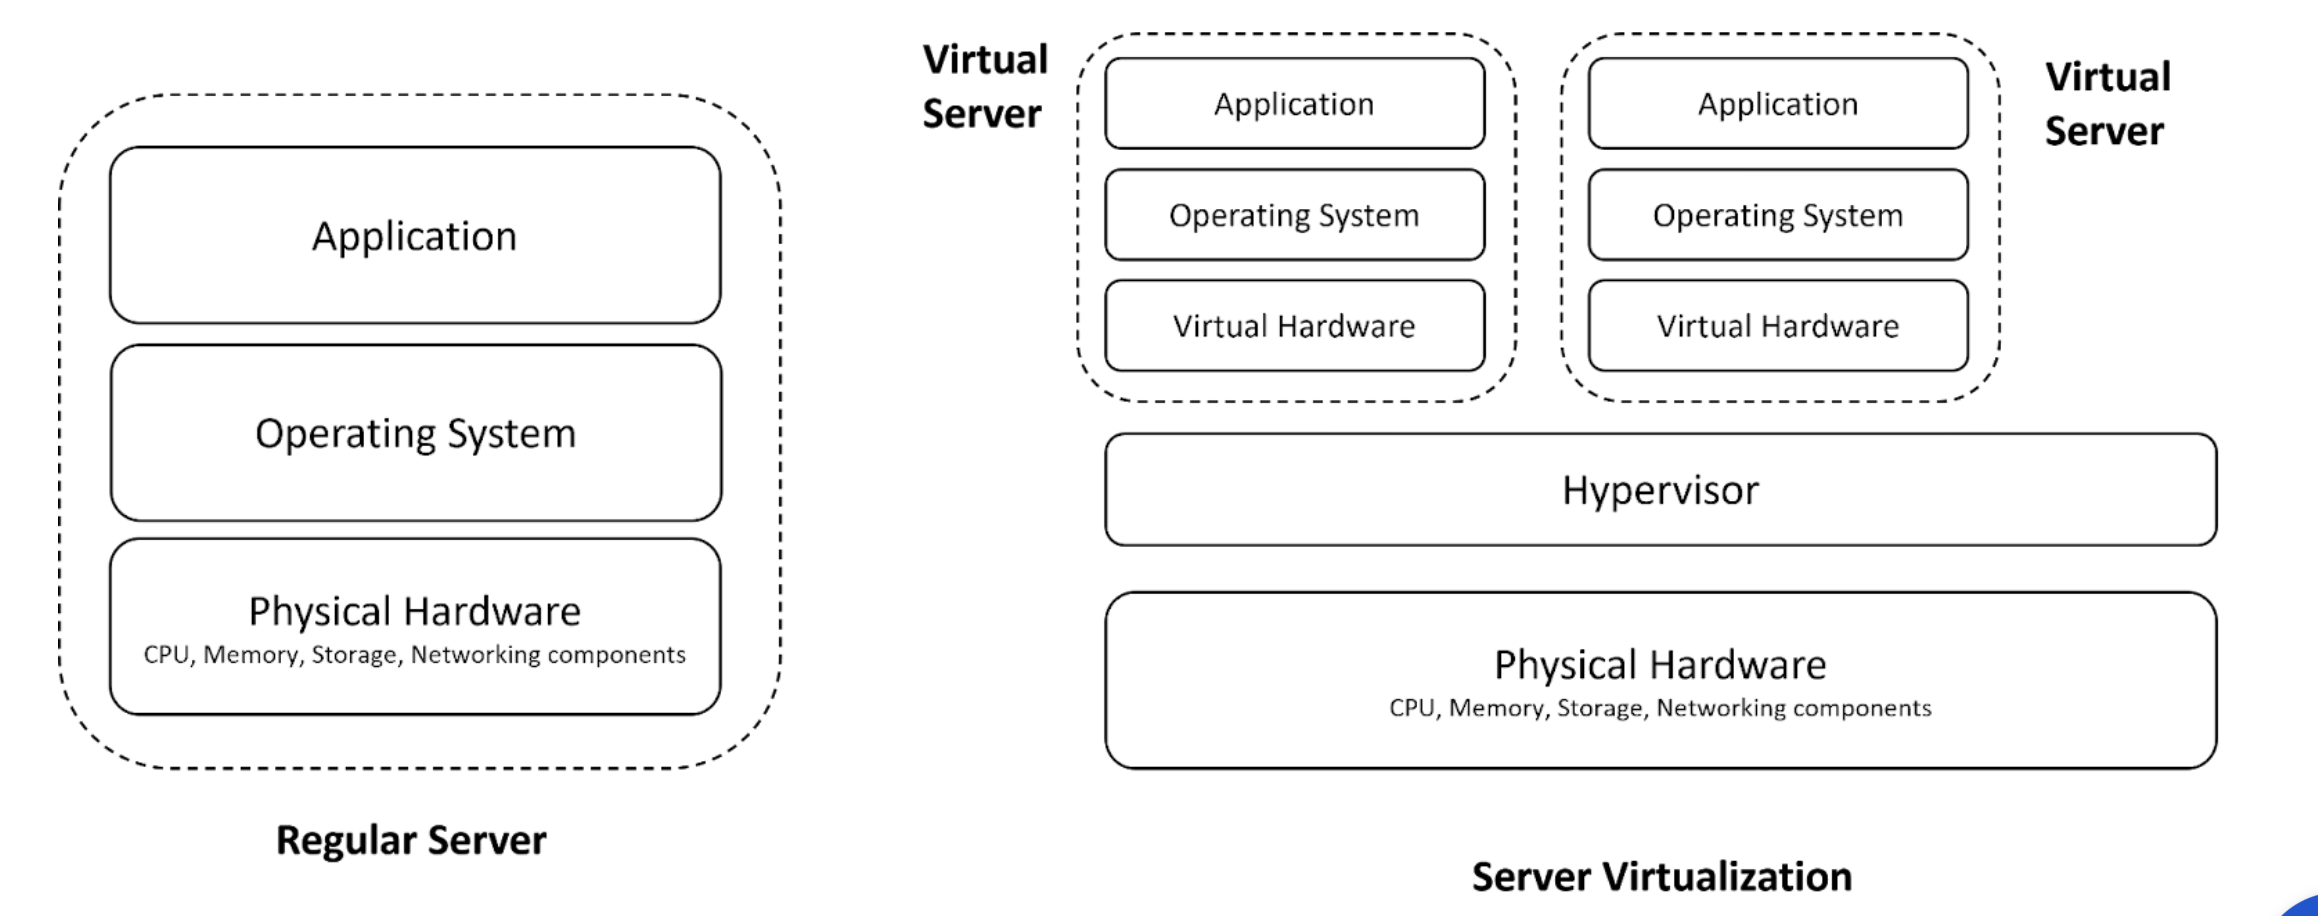 Application
Operating System
Physical Hardware
CPU, Memory, Storage, Networking components
Regular Server
Virtual
Server
Application
Operating System
Virtual Hardware
Application
Operating System
Virtual Hardware
Virtual
Server
Hypervisor
Physical Hardware
CPU, Memory, Storage, Networking components
Server Virtualization